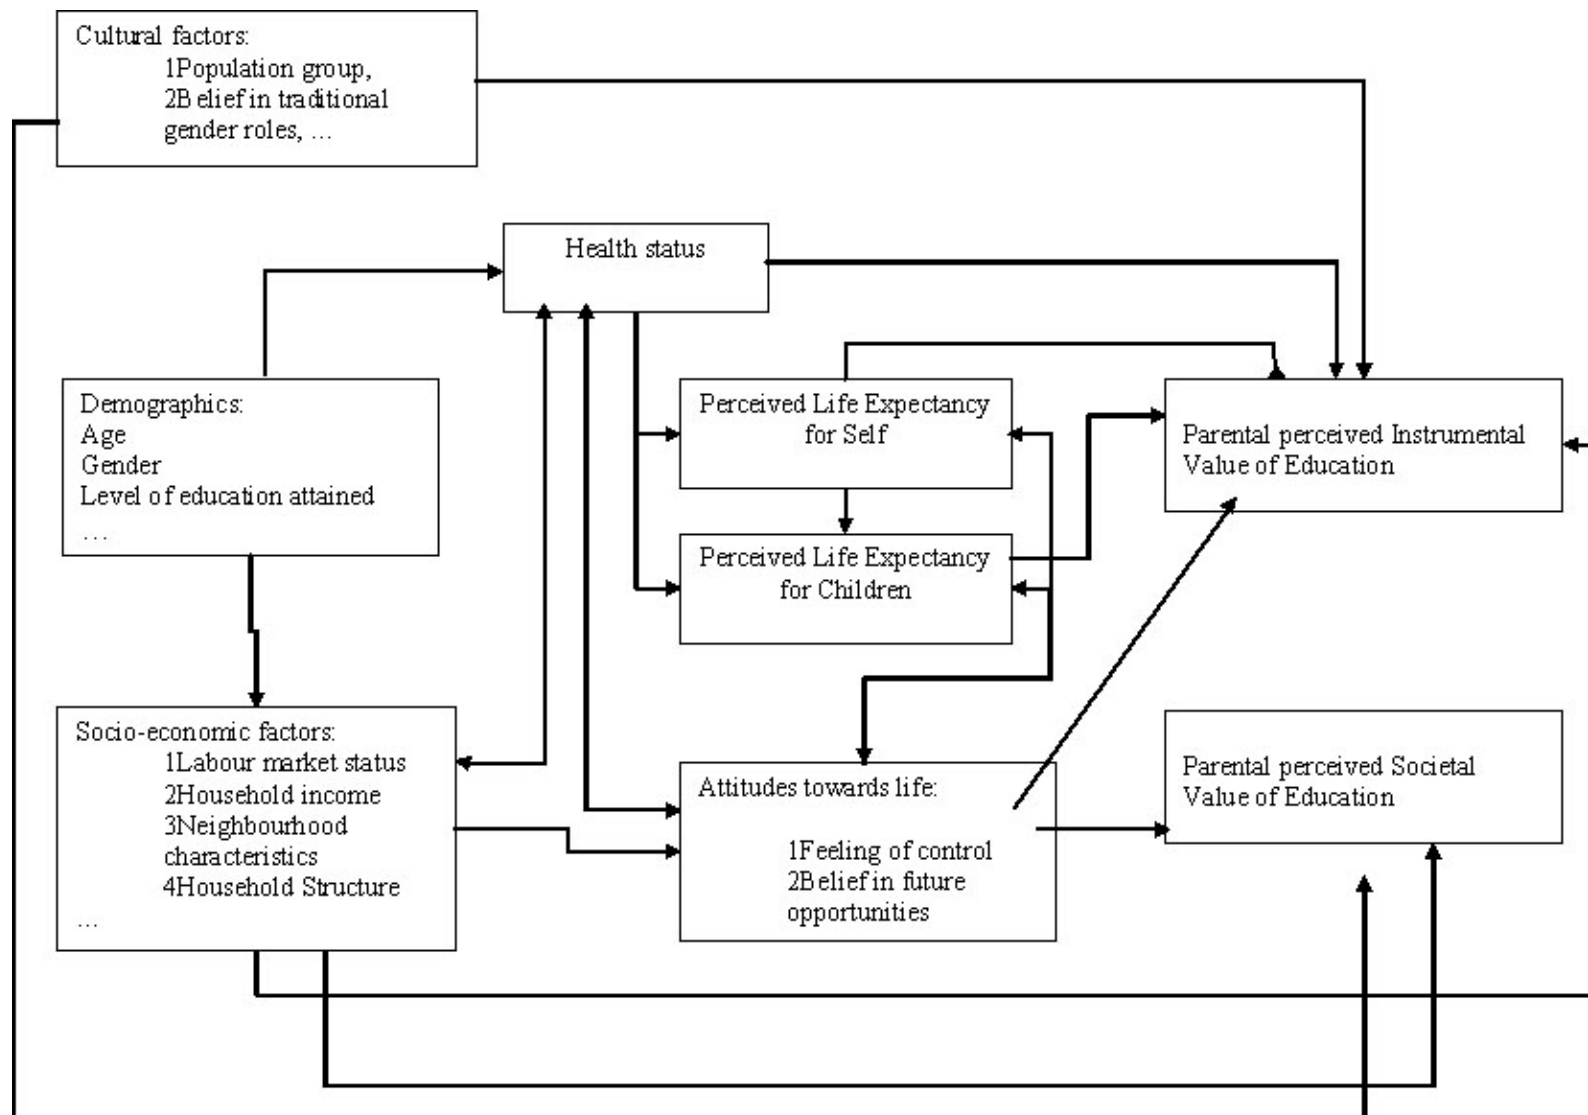 Cultural factors:
1Population group,
2Belief in traditional
gender roles, ...
Health status
Demographics:
Age
Gender
Level of education attained
...
Perceived Life Expectancy
for Self
Parental perceived Instrumental
Value of Education
Perceived Life Expectancy
for Children
Socio-economic factors:
1Labour market status
2Household income
3Neighbourhood
characteristics
4Household Structure
...
Attitudes towards life:
1Feeling of control
2Belief in future
opportunities
Parental perceived Societal
Value of Education